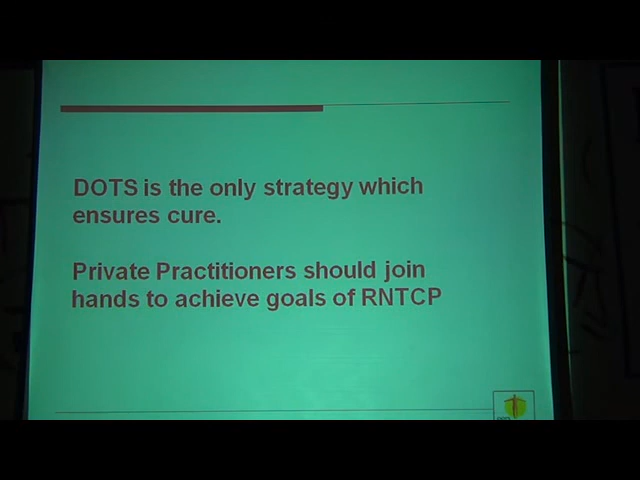 DOTS is the only strategy which
ensures cure.
Private Practitioners should join
hands to achieve goals of RNTCP